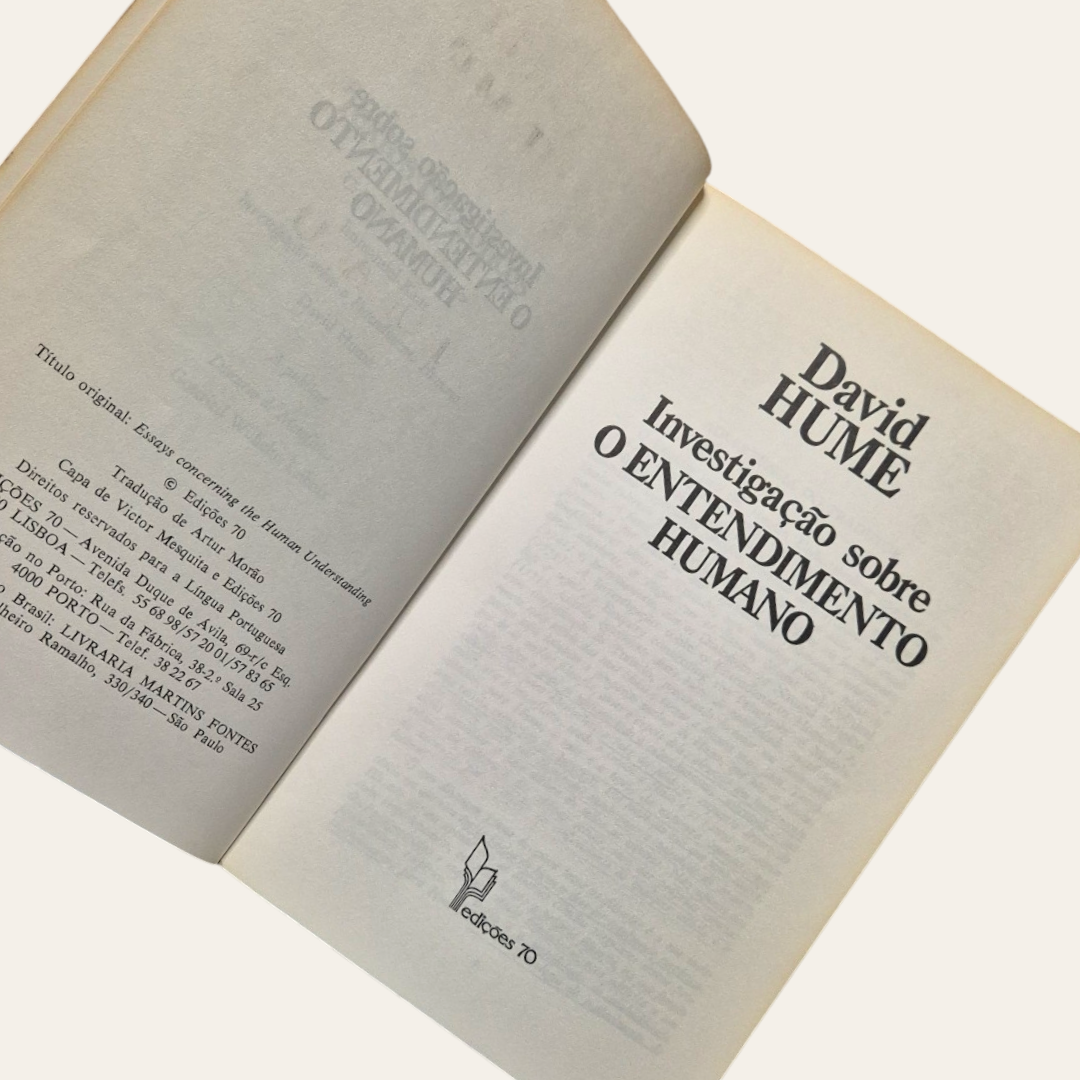 Título original: Essays concerning the Human Understanding
© Edições 70
Tradução de Artur Morão
Capa de Victor Mesquita e Edições 70
Direitos reservados para a Língua Portuguesa
ÇÕES 70 — Avenida Duque de Ávila, 69-r/c Esq.
LISBOA — Telefs. 55 68 98/57 20 01/57 83 65
ção no Porto: Rua da Fábrica, 38-2.º Sala 25
4000 PORTO — Telef. 38 22 67
o Brasil: LIVRARIA MARTINS FONTES
lheiro Ramalho, 330/340 — São Paulo
David
HUME
Investigação sobre
O ENTENDIMENTO
HUMANO
edições 70